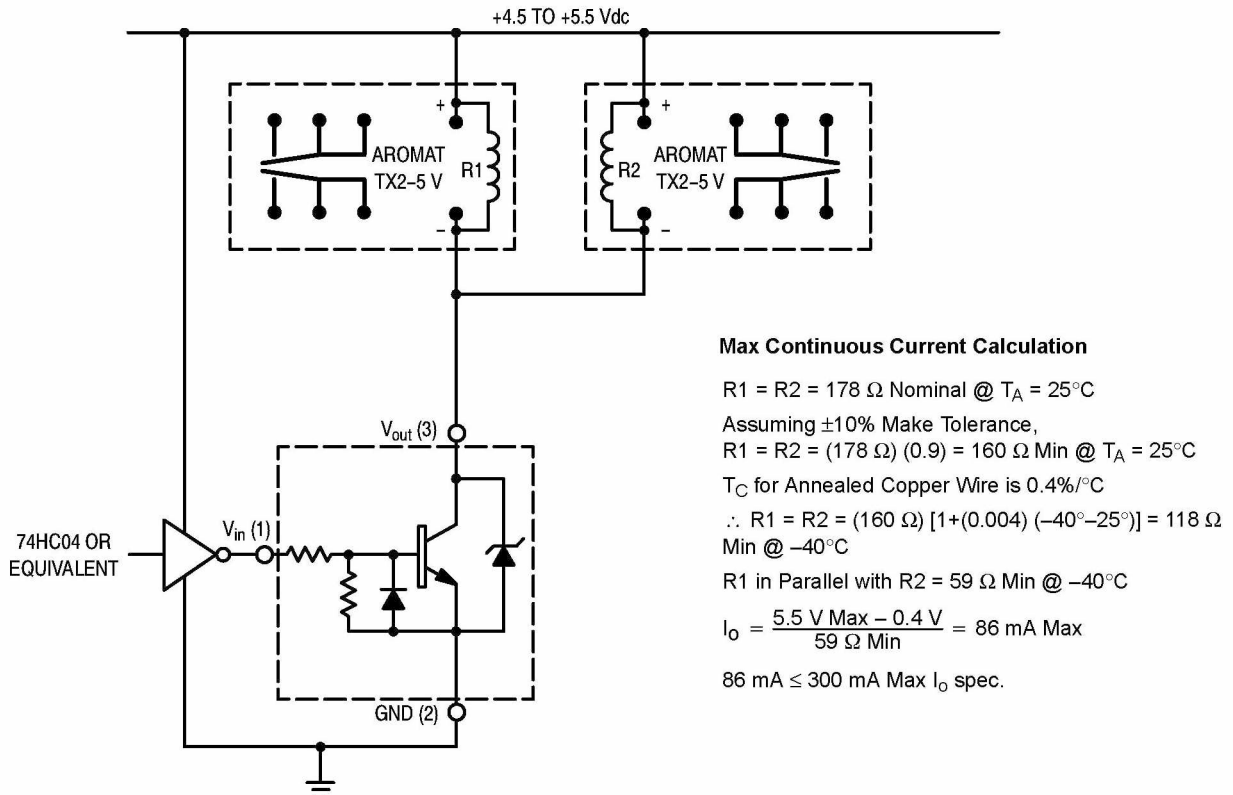 +4.5 TO +5.5 Vdc
+
AROMAT
TX2–5 V
R1
–
+
R2
AROMAT
TX2–5 V
–
Vout (3)
Vin (1)
74HC04 OR
EQUIVALENT
GND (2)
Max Continuous Current Calculation
R1 = R2 = 178 Ω Nominal @ TA = 25°C
Assuming ±10% Make Tolerance,
R1 = R2 = (178 Ω) (0.9) = 160 Ω Min @ TA = 25°C
TC for Annealed Copper Wire is 0.4%/°C
∴ R1 = R2 = (160 Ω) [1+(0.004) (–40°–25°)] = 118 Ω
Min @ –40°C
R1 in Parallel with R2 = 59 Ω Min @ –40°C
Io = 5.5 V Max – 0.4 V / 59 Ω Min = 86 mA Max
86 mA ≤ 300 mA Max Io spec.